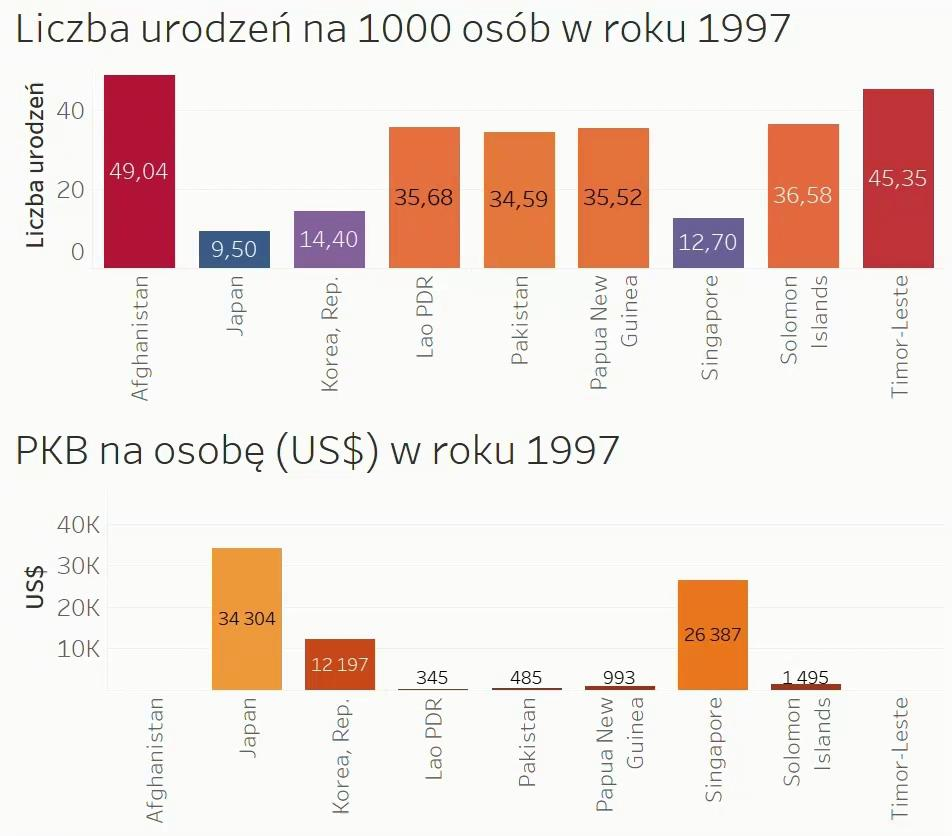 Liczba urodzeń na 1000 osób w roku 1997
Liczba urodzeń
40
20
0
49,04
9,50
14,40
35,68
34,59
35,52
12,70
36,58
45,35
Afghanistan
Japan
Korea, Rep.
Lao PDR
Pakistan
Papua New
Guinea
Singapore
Solomon
Islands
Timor-Leste
PKB na osobę (US$) w roku 1997
US$
40K
30K
20K
10K
34 304
12 197
345
485
993
26 387
1 495
Afghanistan
Japan
Korea, Rep.
Lao PDR
Pakistan
Papua New
Guinea
Singapore
Solomon
Islands
Timor-Leste